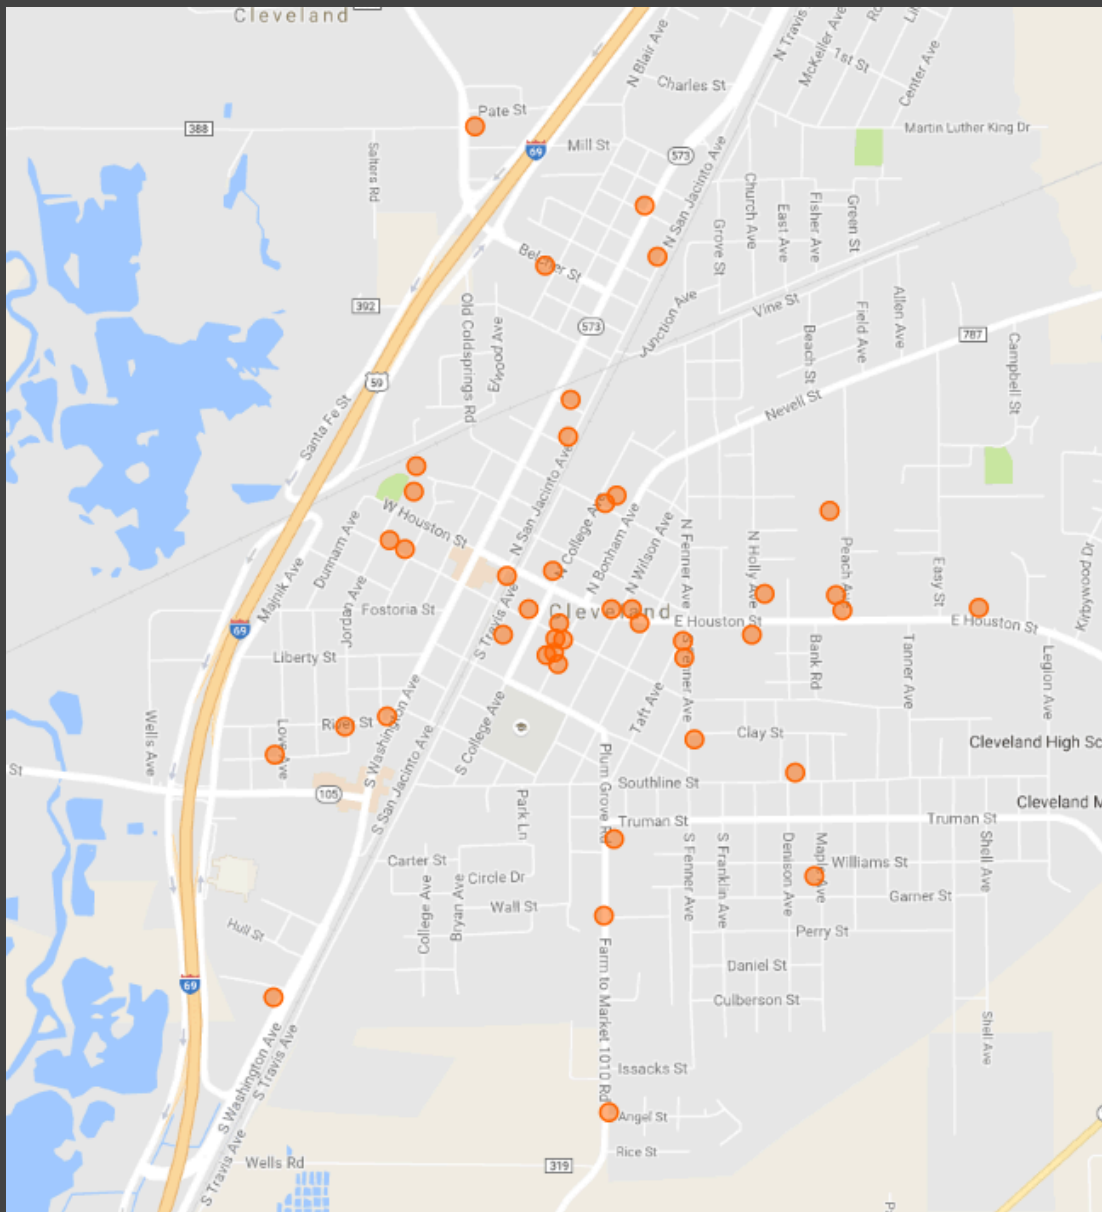 Cleveland
N Blair Ave
N Travis
McKeller Ave
1st St
Center Ave
Charles St
Pate St
388
69
Mill St
573
Martin Luther King Dr
Salters Rd
N San Jacinto Ave
Church Ave
Grove St
East Ave
Fisher Ave
Green St
Belcher St
392
Old Coldsprings Rd
Elwood Ave
573
Junction Ave
Vine St
Beach St
Field Ave
Allen Ave
787
Campbell St
59
Santa Fe St
Nevell St
N San Jacinto Ave
N College Ave
N Bonham Ave
N Wilson Ave
N Fenner Ave
N Holly Ave
Peach Ave
Easy St
Kirbywood Dr
W Houston St
Dunnam Ave
Majnik Ave
Jordan Ave
Fostoria St
S Travis Ave
Cleveland
E Houston St
E Houston St
69
Liberty St
S Fenner Ave
Bank Rd
Tanner Ave
Legion Ave
Wells Ave
Love Ave
River St
S Washington Ave
S San Jacinto Ave
S College Ave
Taft Ave
Clay St
Cleveland High Sc
St
105
Park Ln
Plum Grove Rd
Southline St
Truman St
Truman St
Cleveland M
Carter St
Circle Dr
Wall St
College Ave
Bryan Ave
S Fenner Ave
S Franklin Ave
Denison Ave
Maple Ave
Williams St
Garner St
Shell Ave
Perry St
Hull St
Daniel St
Culberson St
69
Farm to Market 1010 Rd
Shell Ave
S Washington Ave
S Travis Ave
Issacks St
Angel St
Rice St
S Travis Ave
Wells Rd
319